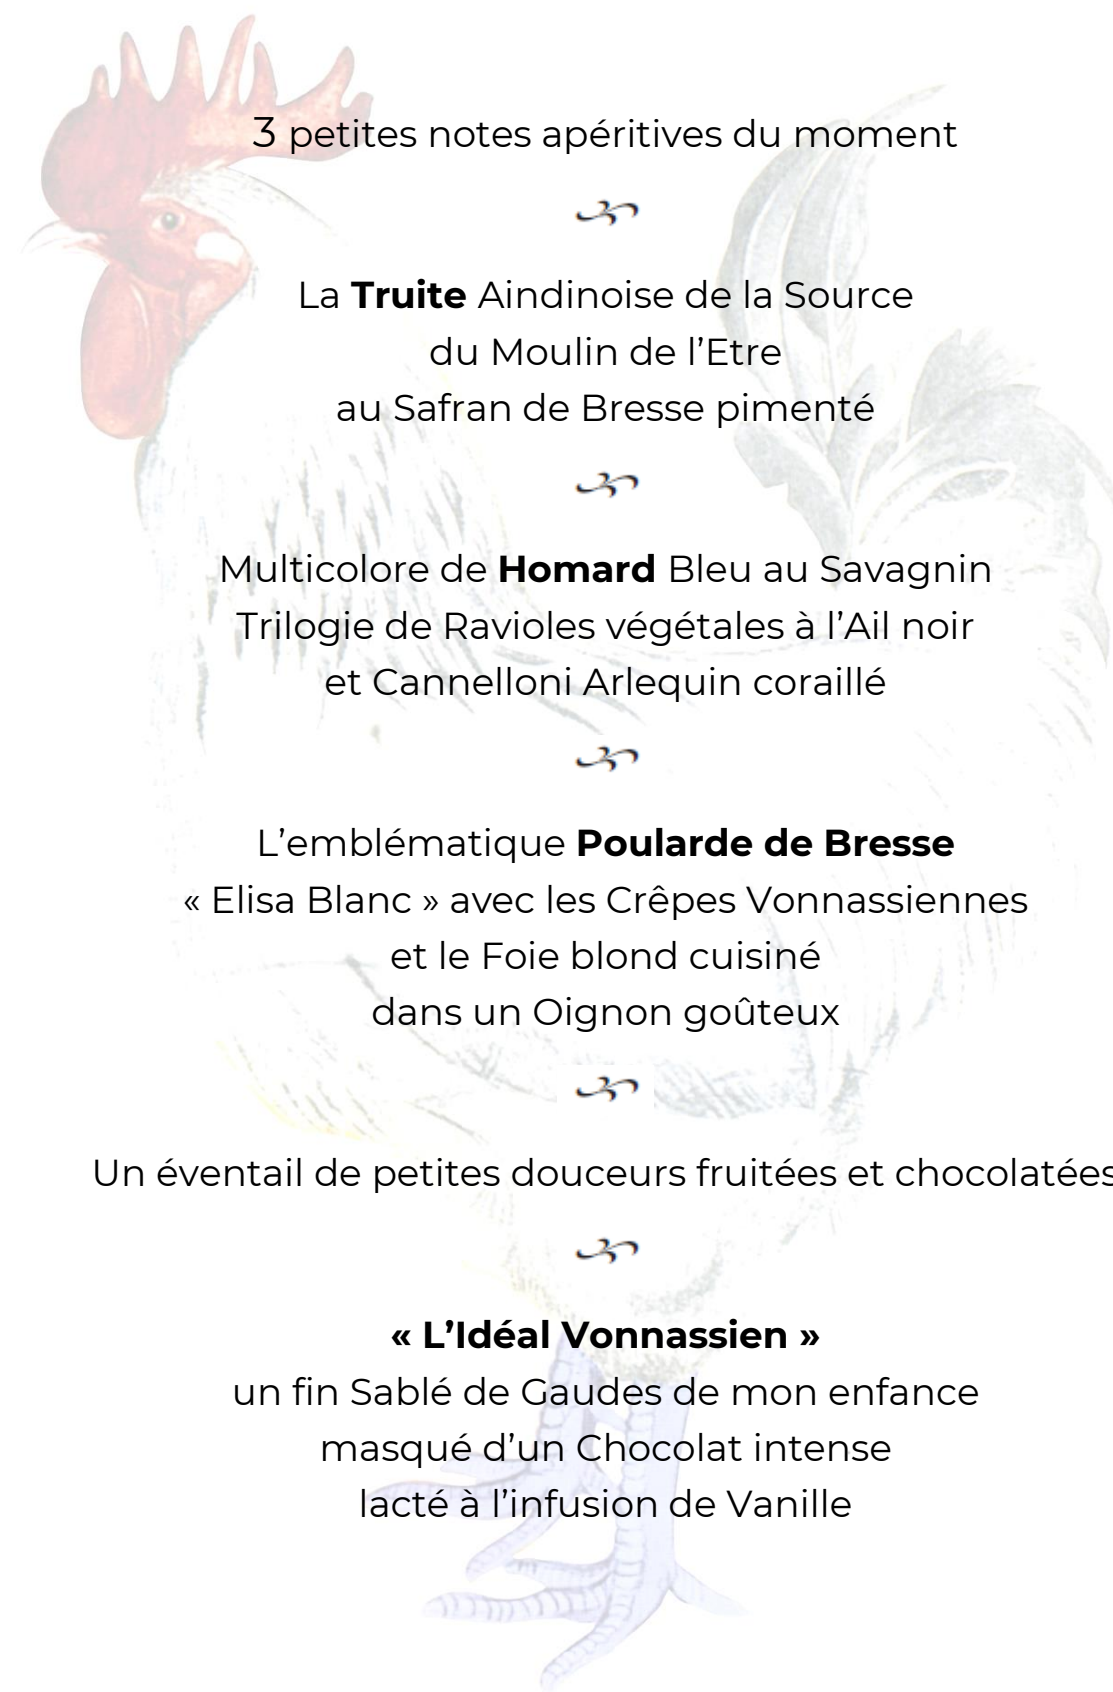 3 petites notes apéritives du moment
La Truite Aindinoise de la Source
du Moulin de l’Etre
au Safran de Bresse pimenté
Multicolore de Homard Bleu au Savagnin
Trilogie de Ravioles végétales à l’Ail noir
et Cannelloni Arlequin coraillé
L’emblématique Poularde de Bresse
« Elisa Blanc » avec les Crêpes Vonnassiennes
et le Foie blond cuisiné
dans un Oignon goûteux
Un éventail de petites douceurs fruitées et chocolatées
« L’Idéal Vonnassien »
un fin Sablé de Gaudes de mon enfance
masqué d’un Chocolat intense
lacté à l’infusion de Vanille